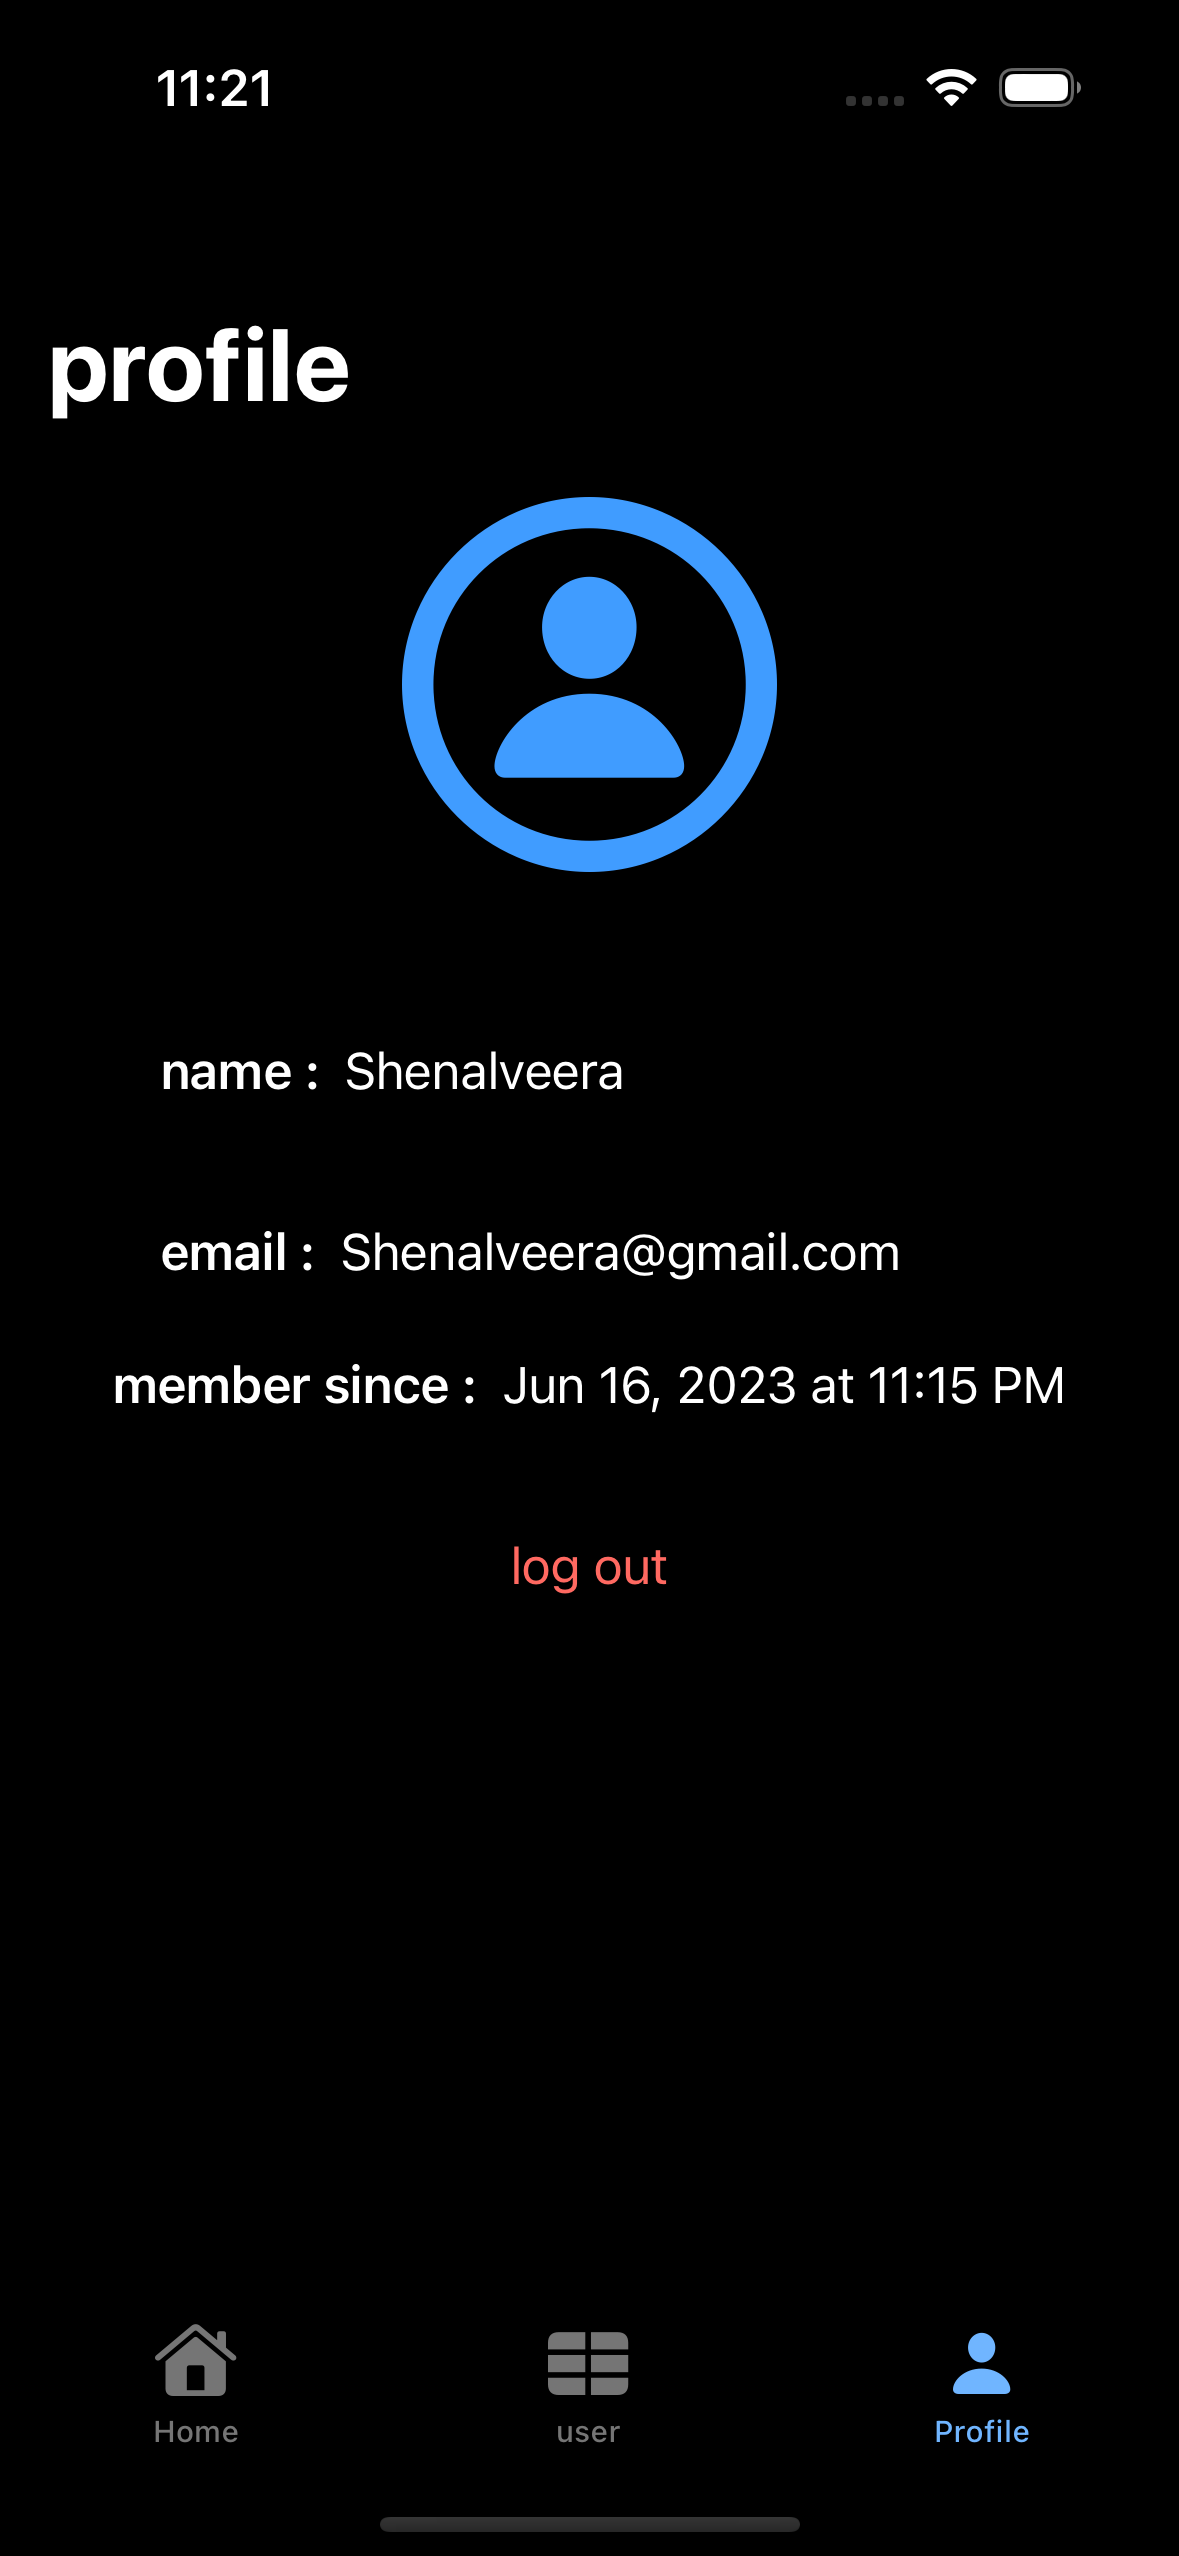 11:21
profile
name : Shenalveera
email : Shenalveera@gmail.com
member since : Jun 16, 2023 at 11:15 PM
log out
Home user Profile